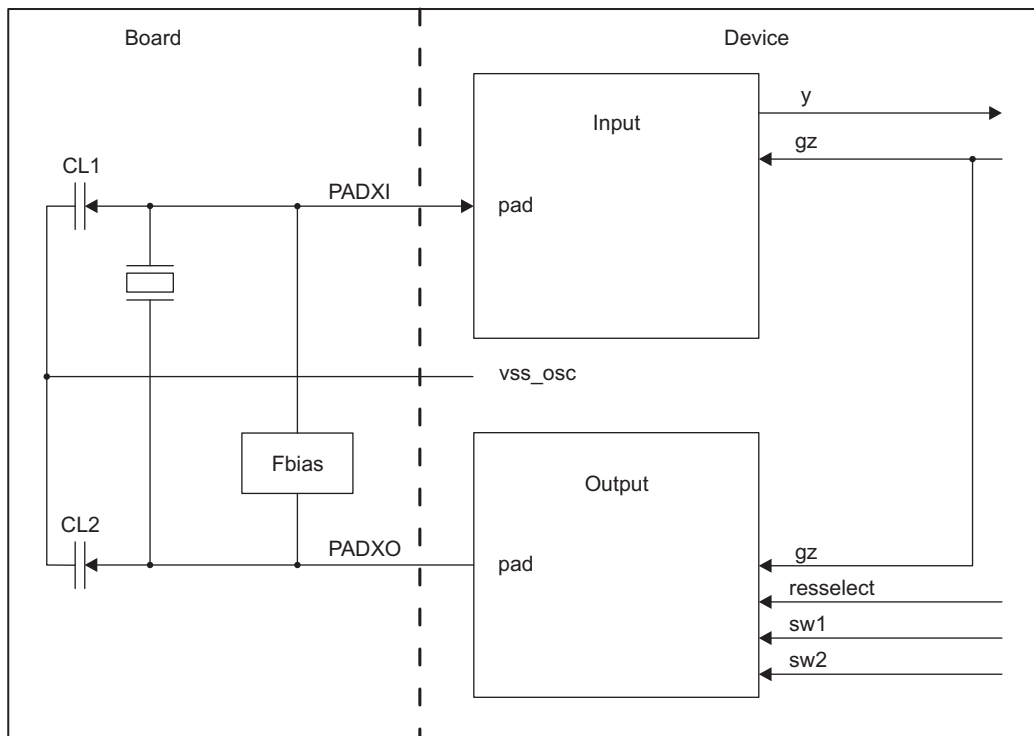 Board
Device
y
Input
gz
CL1
PADXI
pad
vss_osc
Fbias
Output
CL2
PADXO
pad
gz
resselect
sw1
sw2